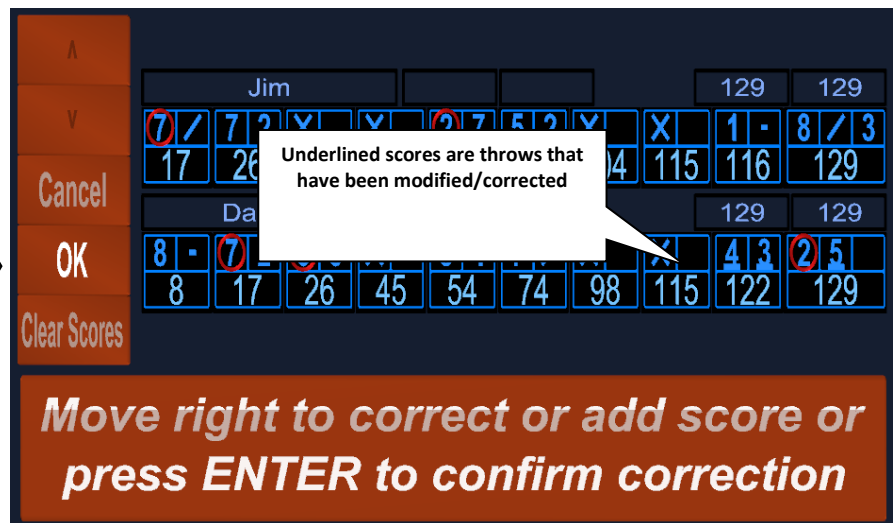 Jim 129 129
7 / 7 2 X X 2 7 5 2 X X 1 - 8 / 3
17 26 115 116 129
Underlined scores are throws that
have been modified/corrected
Cancel
129 129
8 - 7 4 3 2 5
8 17 26 45 54 74 98 115 122 129
OK
Clear Scores
Move right to correct or add score or
press ENTER to confirm correction